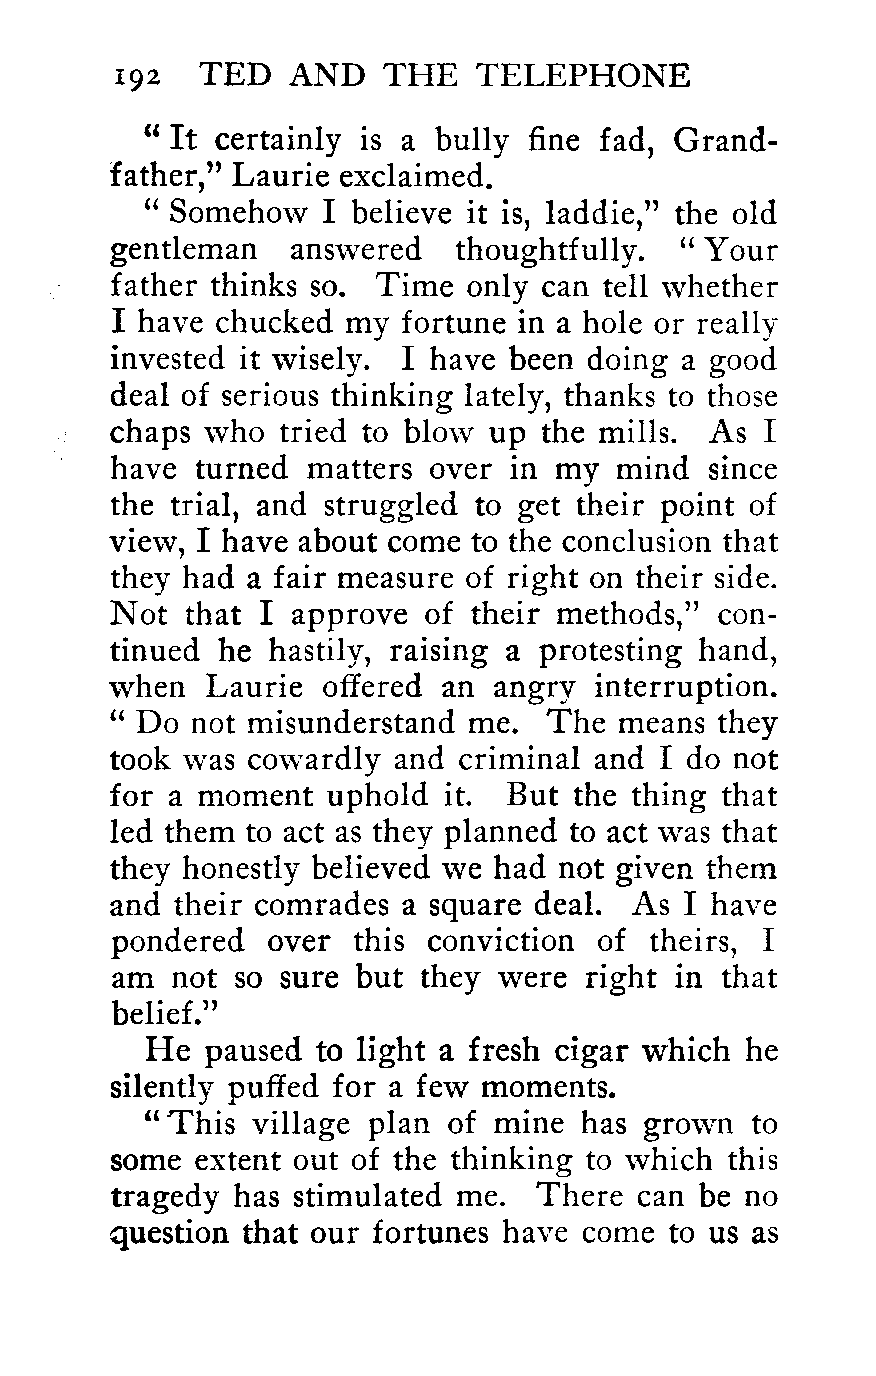 192 TED AND THE TELEPHONE
“ It certainly is a bully fine fad, Grand-
father,” Laurie exclaimed.
“ Somehow I believe it is, laddie,” the old
gentleman answered thoughtfully. “ Your
father thinks so. Time only can tell whether
I have chucked my fortune in a hole or really
invested it wisely. I have been doing a good
deal of serious thinking lately, thanks to those
chaps who tried to blow up the mills. As I
have turned matters over in my mind since
the trial, and struggled to get their point of
view, I have about come to the conclusion that
they had a fair measure of right on their side.
Not that I approve of their methods,” con-
tinued he hastily, raising a protesting hand,
when Laurie offered an angry interruption.
“ Do not misunderstand me. The means they
took was cowardly and criminal and I do not
for a moment uphold it. But the thing that
led them to act as they planned to act was that
they honestly believed we had not given them
and their comrades a square deal. As I have
pondered over this conviction of theirs, I
am not so sure but they were right in that
belief.”
He paused to light a fresh cigar which he
silently puffed for a few moments.
“ This village plan of mine has grown to
some extent out of the thinking to which this
tragedy has stimulated me. There can be no
question that our fortunes have come to us as